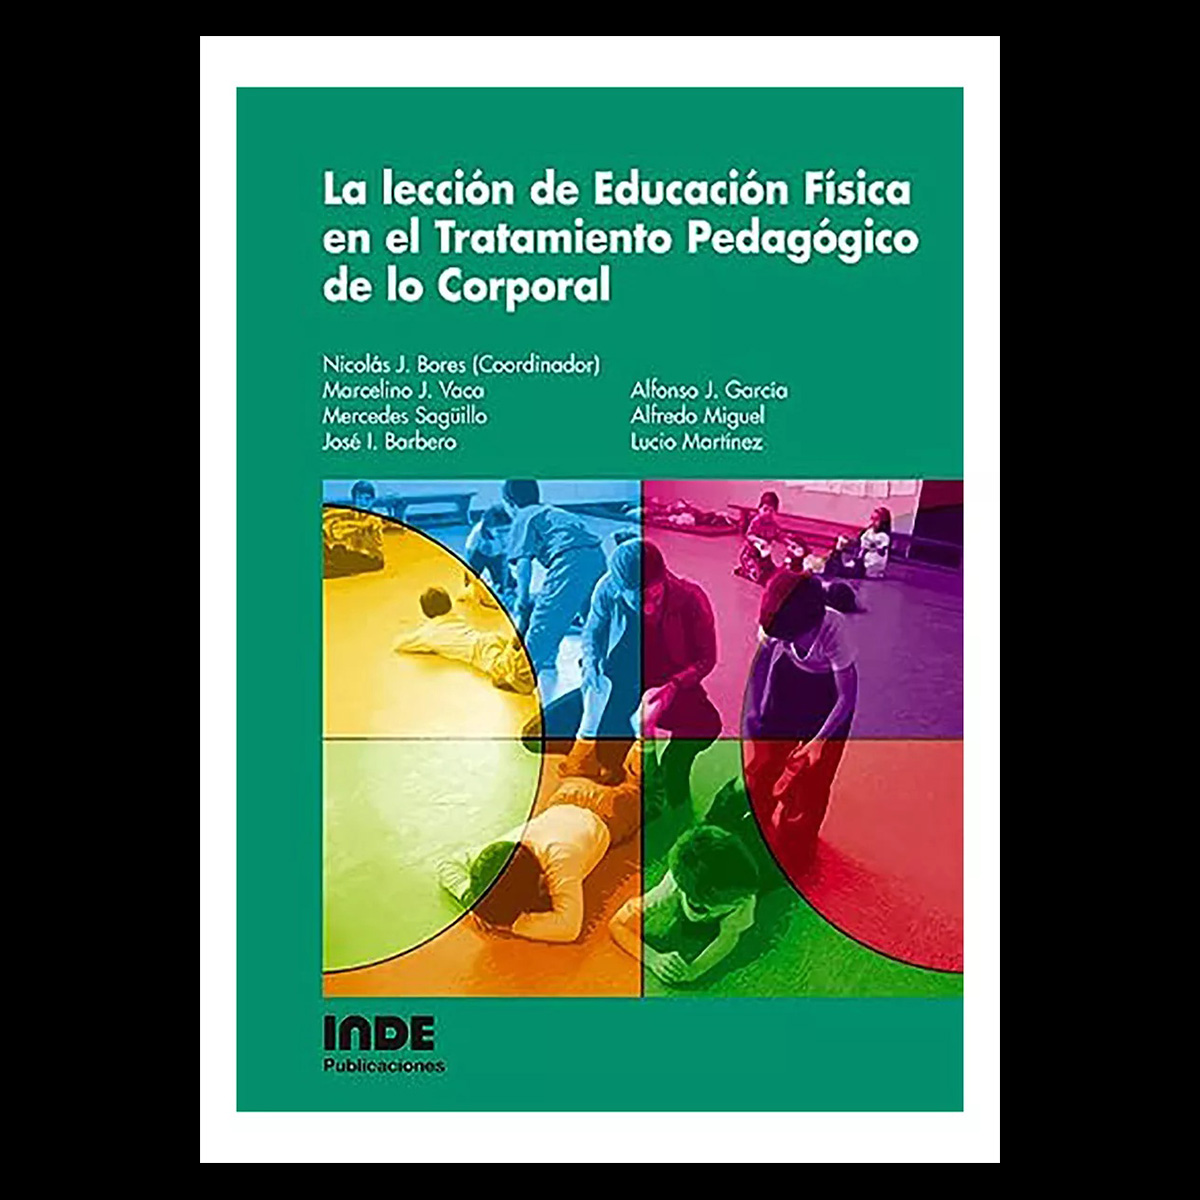 La lección de Educación Física
en el Tratamiento Pedagógico
de lo Corporal
Nicolás J. Bores (Coordinador)
Marcelino J. Vaca
Mercedes Sagüillo
José I. Barbero
Alfonso J. García
Alfredo Miguel
Lucio Martínez
INDE
Publicaciones